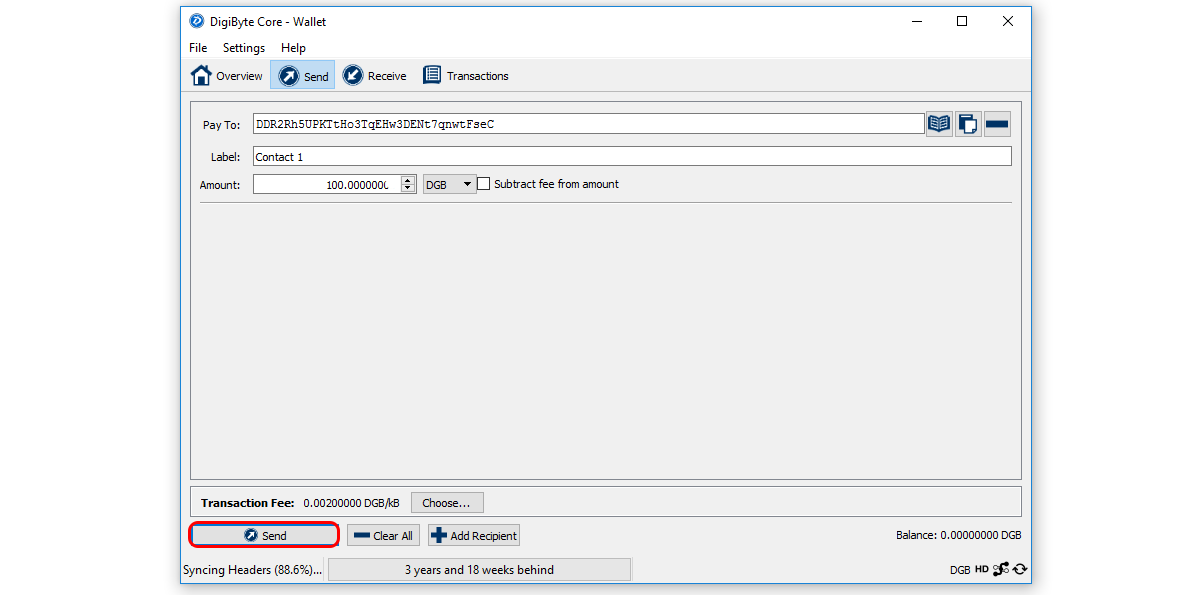 DigiByte Core - Wallet
File Settings Help
Overview Send Receive Transactions
Pay To: DDR2Rh5UPKTtHo3TqEHw3DENt7qnwtFseC
Label: Contact 1
Amount: 100.0000000 DGB Subtract fee from amount
Transaction Fee: 0.00200000 DGB/kB Choose...
Send Clear All Add Recipient Balance: 0.00000000 DGB
Syncing Headers (88.6%)... 3 years and 18 weeks behind DGB HD